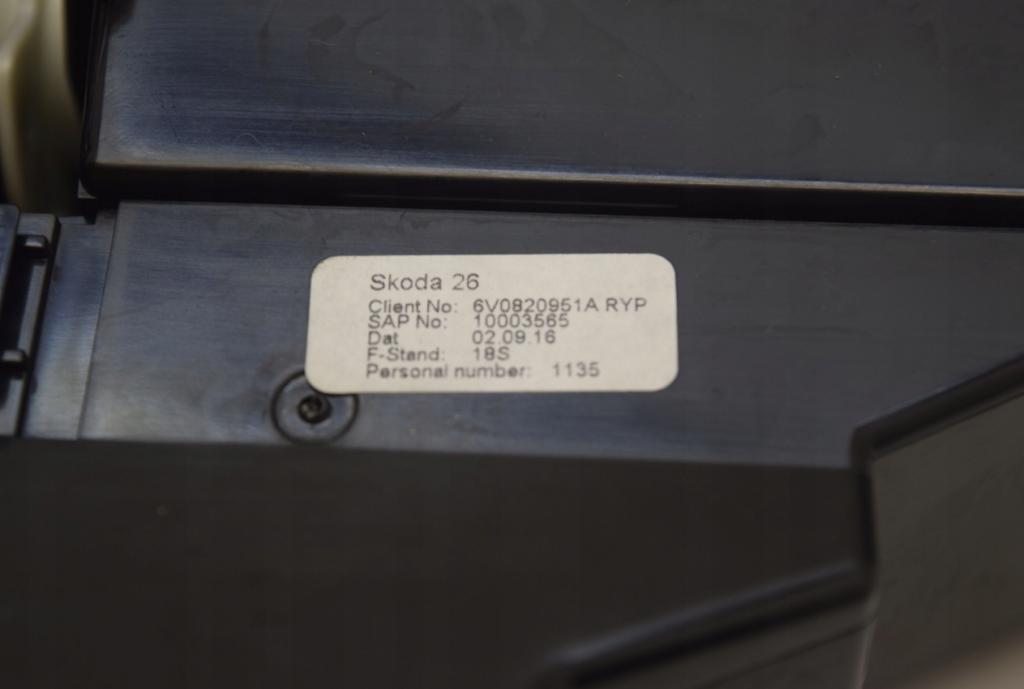 Skoda 26
Client No: 6V0820951A RYP
SAP No: 10003565
Dat 02.09.16
F-Stand: 18S
Personal number: 1135